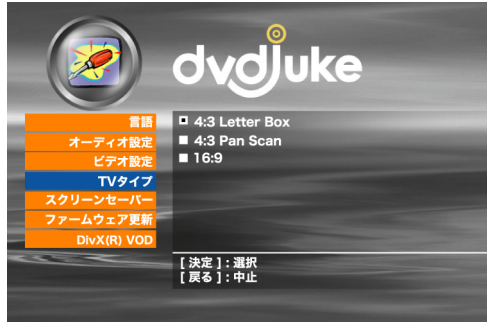 dvdjuke
言語
オーディオ設定
ビデオ設定
TVタイプ
スクリーンセーバー
ファームウェア更新
DivX(R) VOD
4:3 Letter Box
4:3 Pan Scan
16:9
[ 決定 ] : 選択
[ 戻る ] : 中止